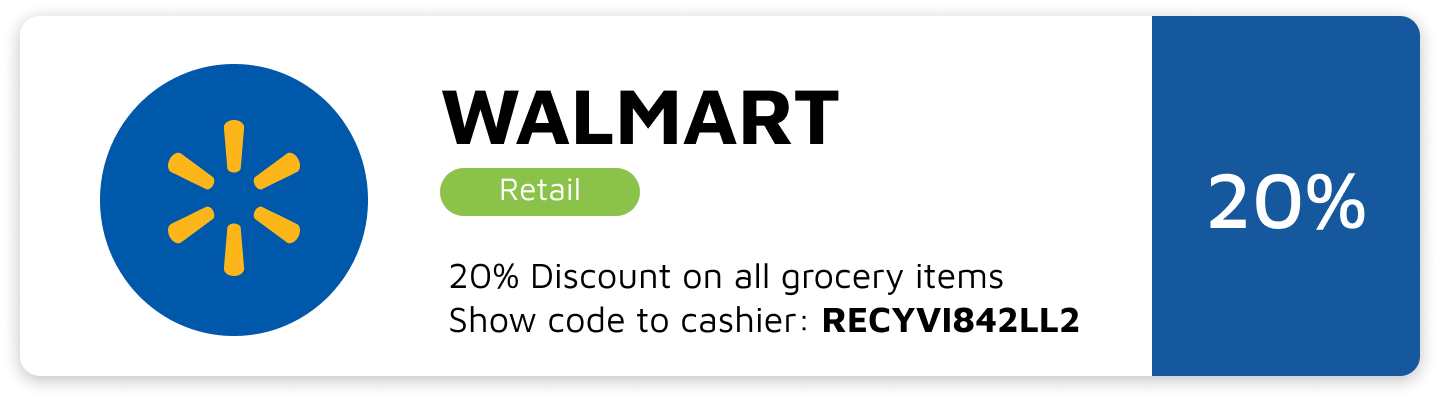 WALMART
Retail
20% Discount on all grocery items
Show code to cashier: RECYVI842LL2
20%